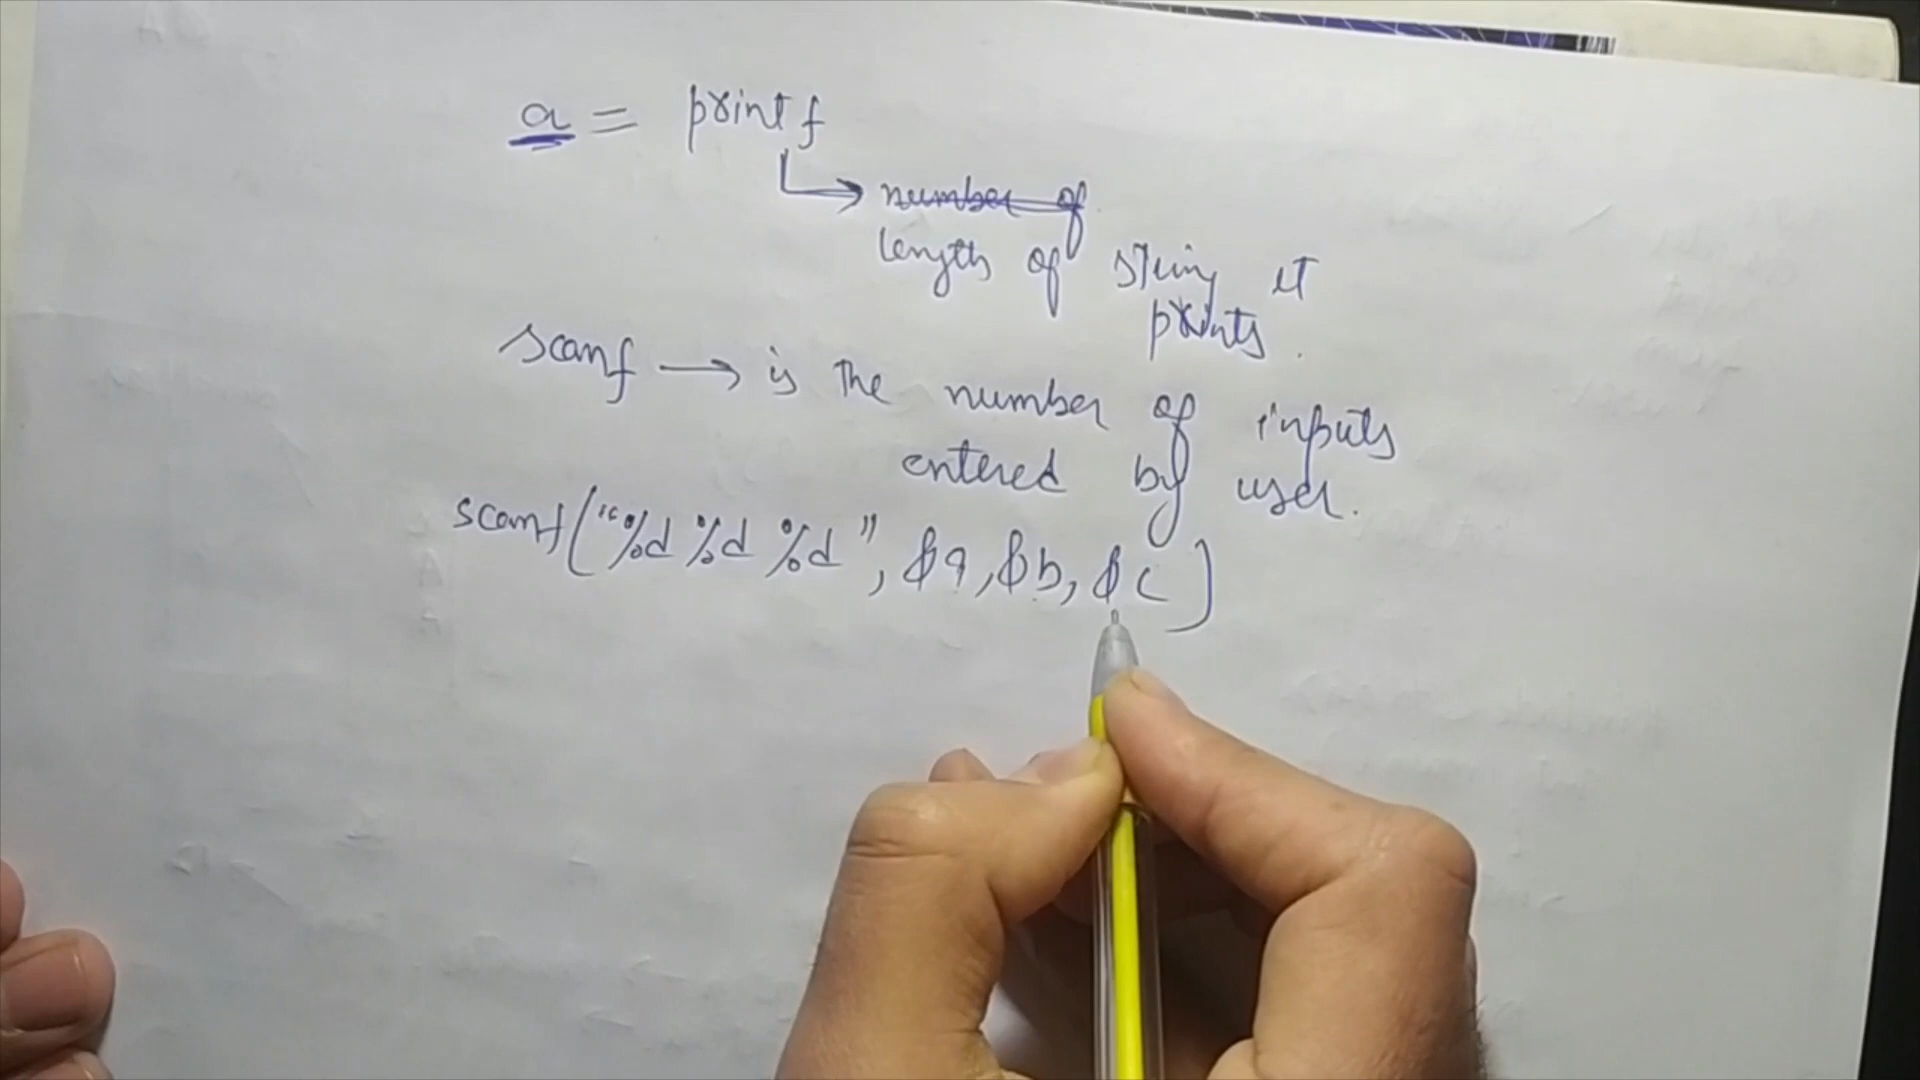 a = printf
number of
length of string it
prints.
scanf → is the number of inputs
entered by user.
scanf("%d %d %d", &a, &b, &c)